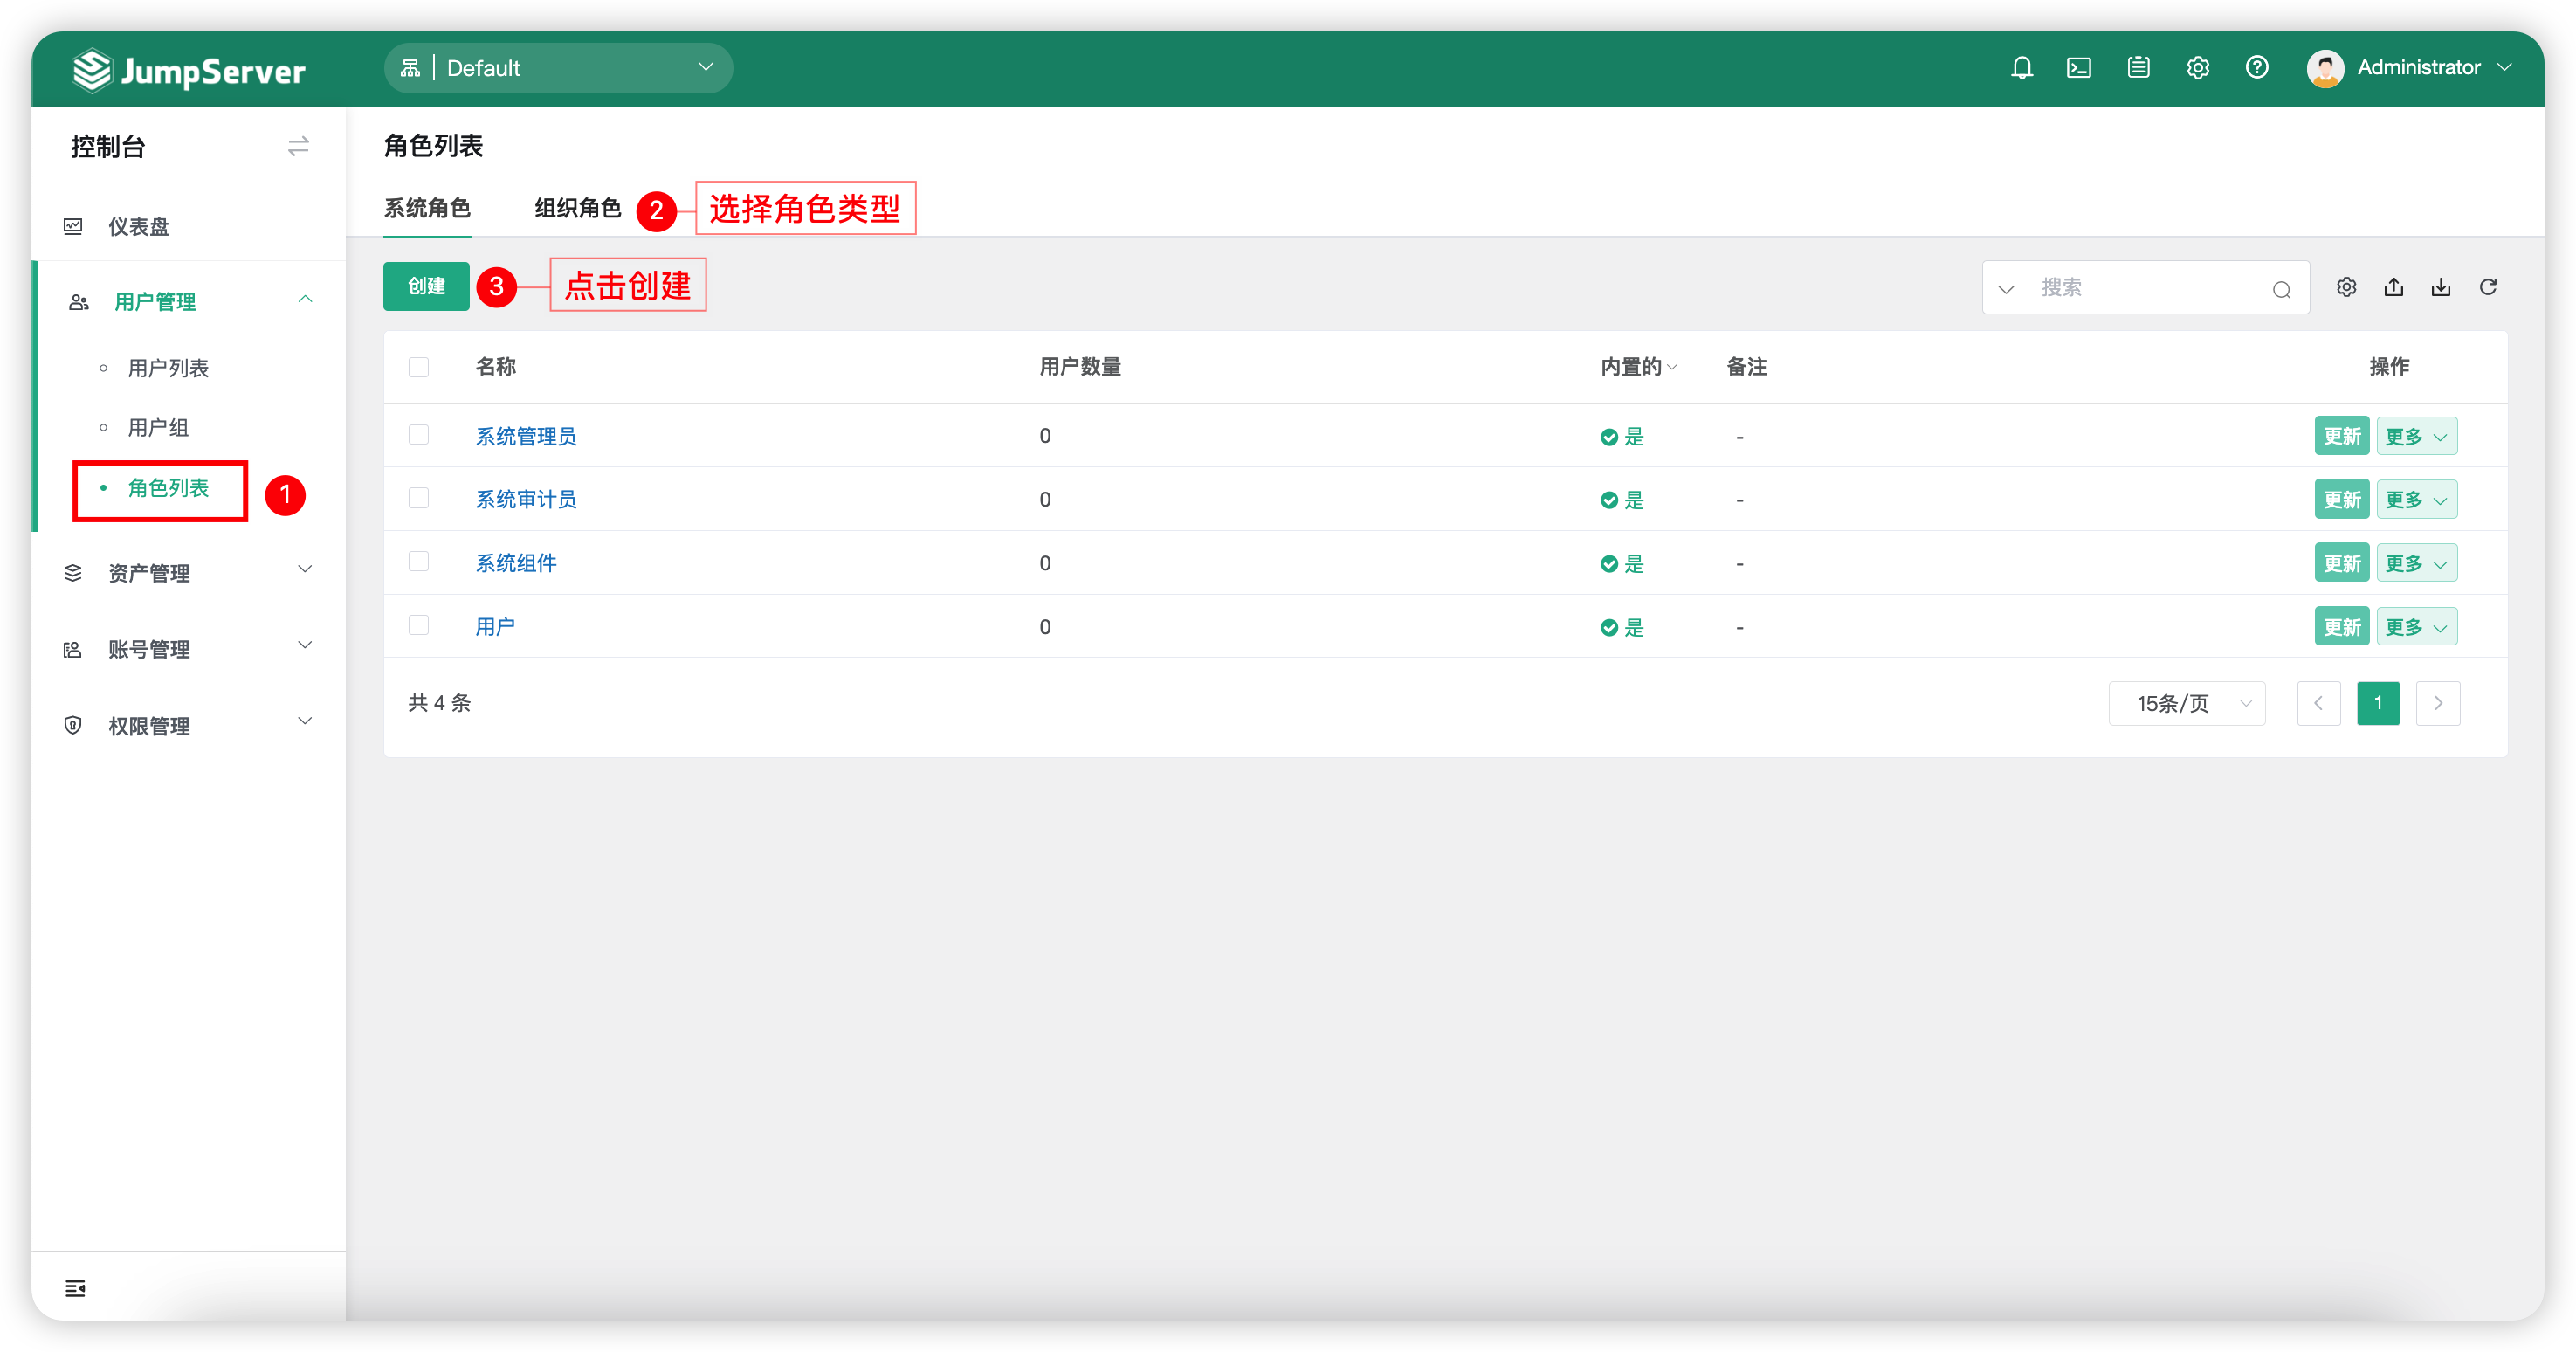 JumpServer
Default
Administrator
控制台
仪表盘
用户管理
用户列表
用户组
角色列表
1
资产管理
账号管理
权限管理
角色列表
系统角色 组织角色 2 选择角色类型
创建 3 点击创建
搜索
名称 用户数量 内置的 备注 操作
系统管理员 0 是 - 更新 更多
系统审计员 0 是 - 更新 更多
系统组件 0 是 - 更新 更多
用户 0 是 - 更新 更多
共 4 条 15条/页 1